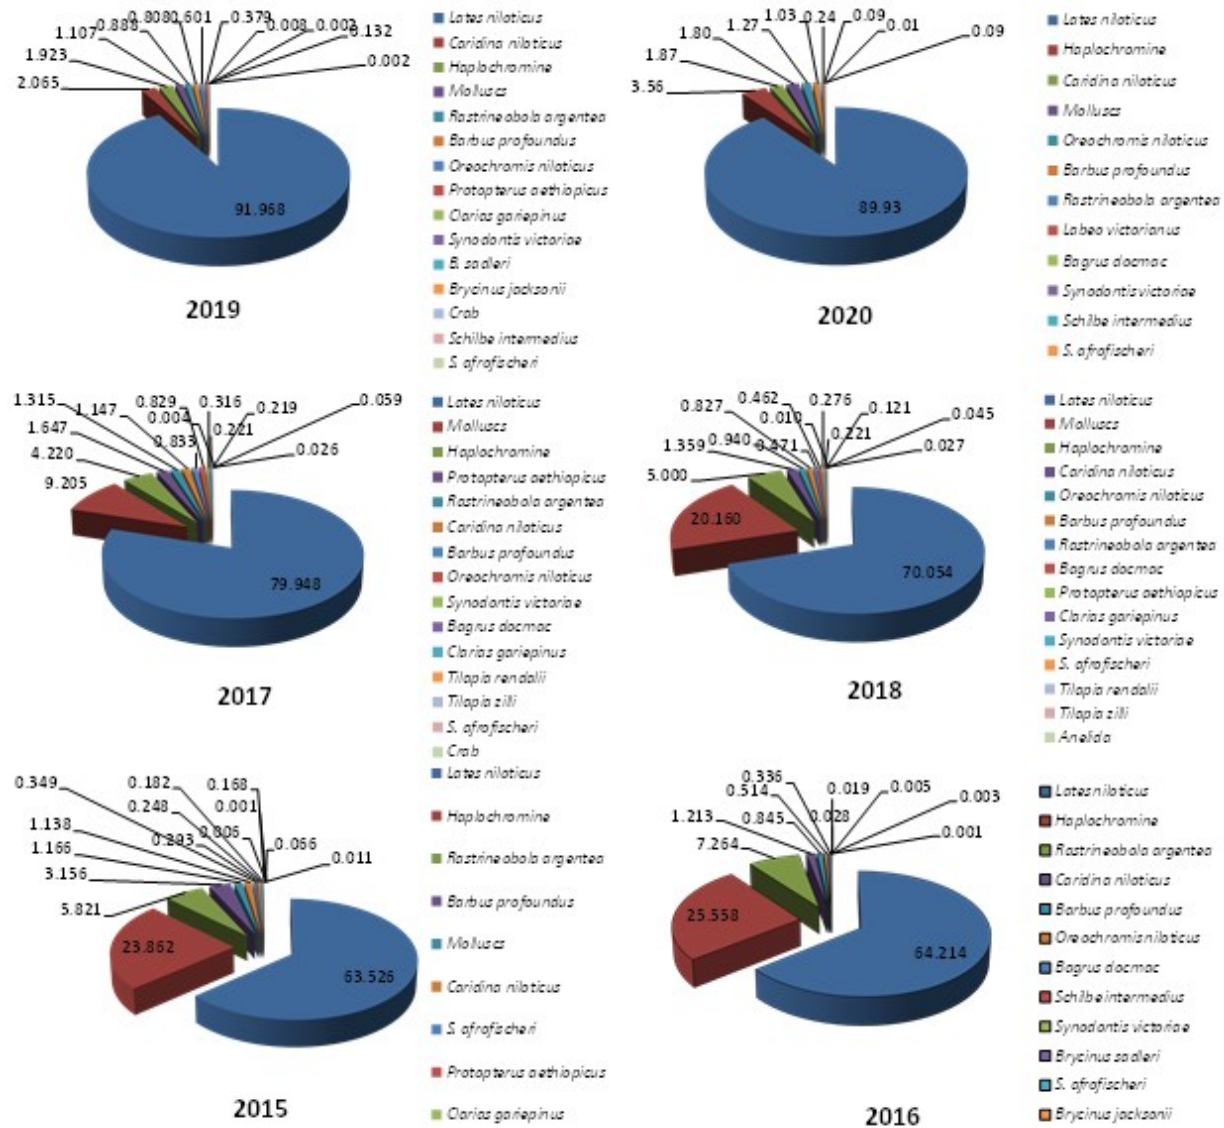 0.808
0.601
0.379
0.888
0.008
0.002
0.132
1.107
1.923
0.002
2.065
91.968
2019
Lates niloticus
Caridina niloticus
Haplochromine
Molluscs
Rastrineobola argentea
Barbus profoundus
Oreochromis niloticus
Protopterus aethiopicus
Clarias gariepinus
Synodontis victoriae
B. sadleri
Brycinus jacksonii
Crab
Schilbe intermedius
S. afrofischeri
1.03
0.24
0.09
1.27
0.01
0.09
1.80
1.87
3.56
89.93
2020
Lates niloticus
Haplochromine
Caridina niloticus
Molluscs
Oreochromis niloticus
Barbus profoundus
Rastrineobola argentea
Labeo victorianus
Bagrus docmac
Synodontis victoriae
Schilbe intermedius
S. afrofischeri
1.315
0.829
0.316
0.059
1.147
0.004
0.219
1.647
0.833
0.221
0.026
4.220
9.205
79.948
2017
Lates niloticus
Molluscs
Haplochromine
Protopterus aethiopicus
Rastrineobola argentea
Caridina niloticus
Barbus profoundus
Oreochromis niloticus
Synodontis victoriae
Bagrus docmac
Clarias gariepinus
Tilapia rendalii
Tilapia zilli
S. afrofischeri
Crab
0.462
0.276
0.827
0.010
0.121
0.045
1.359
0.940
0.471
0.221
0.027
5.000
20.160
70.054
2018
Lates niloticus
Molluscs
Haplochromine
Caridina niloticus
Oreochromis niloticus
Barbus profoundus
Rastrineobola argentea
Bagrus docmac
Protopterus aethiopicus
Clarias gariepinus
Synodontis victoriae
S. afrofischeri
Tilapia rendalii
Tilapia zilli
Anelida
0.349
0.182
0.168
0.248
0.001
1.138
0.293
0.006
0.066
1.166
0.011
3.156
5.821
23.862
63.526
2015
Lates niloticus
Haplochromine
Rastrineobola argentea
Barbus profoundus
Molluscs
Caridina niloticus
S. afrofischeri
Protopterus aethiopicus
Clarias gariepinus
0.336
0.019
0.005
0.514
0.003
1.213
0.845
0.028
0.001
7.264
25.558
64.214
2016
Lates niloticus
Haplochromine
Rastrineobola argentea
Caridina niloticus
Barbus profoundus
Oreochromis niloticus
Bagrus docmac
Schilbe intermedius
Synodontis victoriae
Brycinus sadleri
S. afrofischeri
Brycinus jacksonii